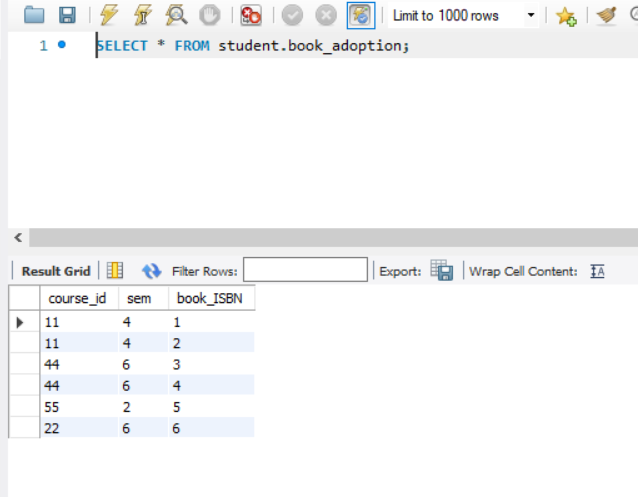 Limit to 1000 rows
1 SELECT * FROM student.book_adoption;
Result Grid Filter Rows: Export: Wrap Cell Content: IA
course_id sem book_ISBN
11 4 1
11 4 2
44 6 3
44 6 4
55 2 5
22 6 6